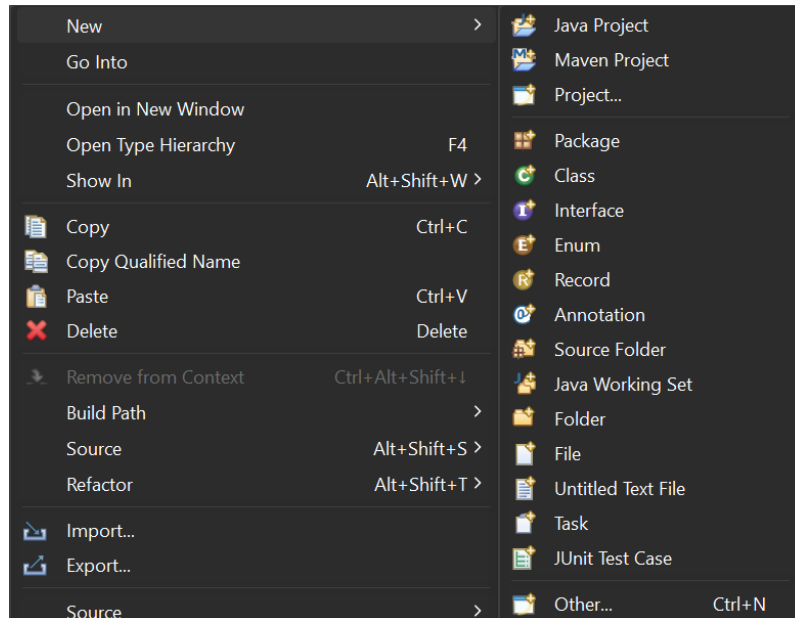 New
Go Into
Open in New Window
Open Type Hierarchy F4
Show In Alt+Shift+W
Copy Ctrl+C
Copy Qualified Name
Paste Ctrl+V
Delete Delete
Remove from Context Ctrl+Alt+Shift+↓
Build Path
Source Alt+Shift+S
Refactor Alt+Shift+T
Import...
Export...
Source
Java Project
Maven Project
Project...
Package
Class
Interface
Enum
Record
Annotation
Source Folder
Java Working Set
Folder
File
Untitled Text File
Task
JUnit Test Case
Other... Ctrl+N